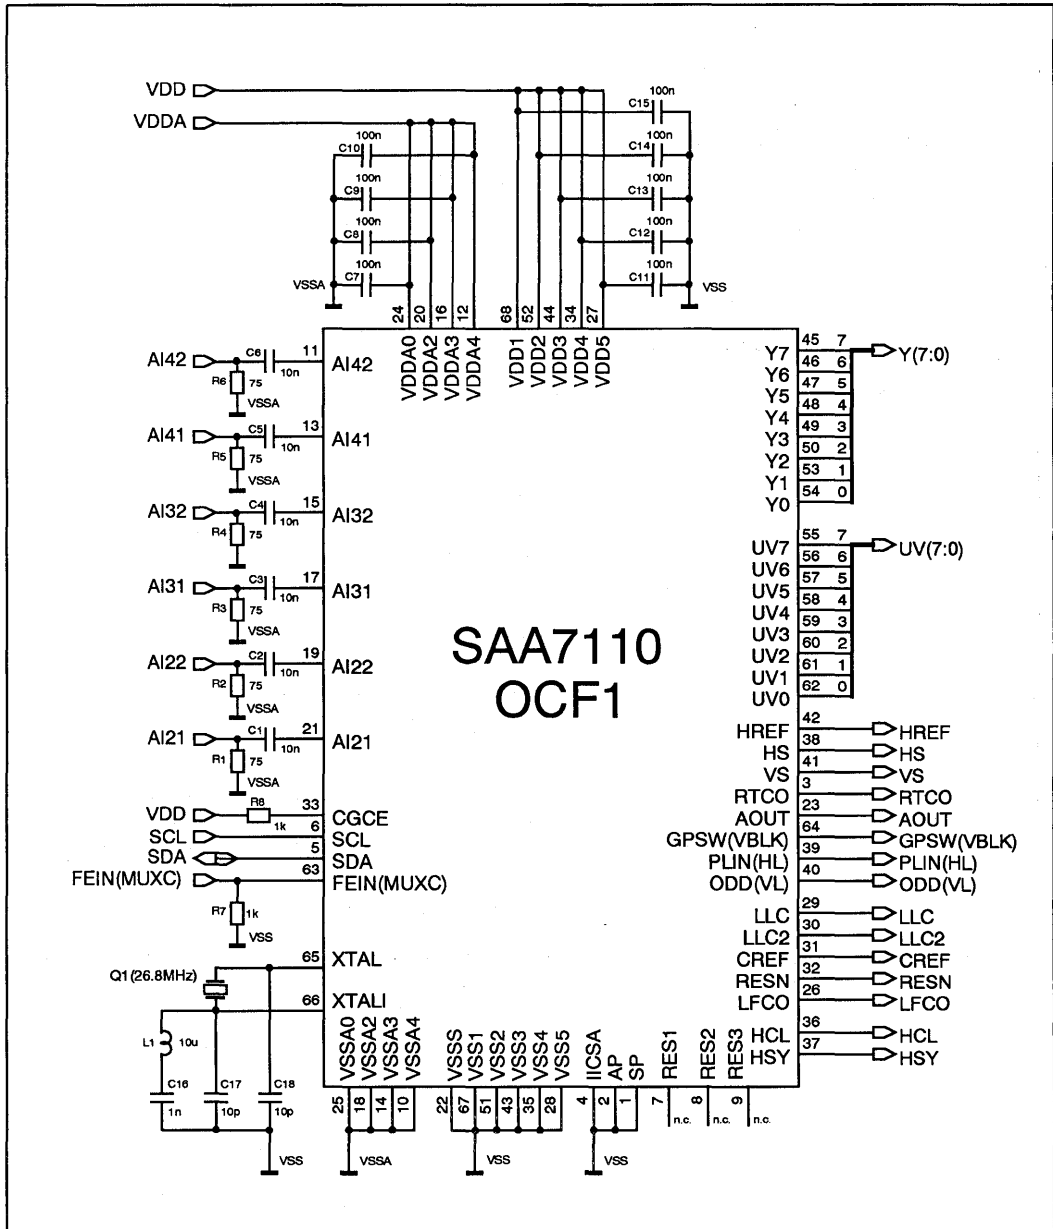 VDD
VDDA
100n
C15
100n
C10
100n
C14
100n
C9
100n
C13
100n
C8
100n
C12
100n
C7
100n
C11
VSSA
VSS
24 20 16 12 68 52 44 34 27
VDDA0 VDDA2 VDDA3 VDDA4 VDD1 VDD2 VDD3 VDD4 VDD5
AI42 C6 10n 11 AI42
R6 75
VSSA
AI41 C5 10n 13 AI41
R5 75
VSSA
AI32 C4 10n 15 AI32
R4 75
VSSA
AI31 C3 10n 17 AI31
R3 75
VSSA
AI22 C2 10n 19 AI22
R2 75
VSSA
AI21 C1 10n 21 AI21
R1 75
VSSA
VDD R8 1k 33 CGCE
SCL 6 SCL
SDA 5 SDA
FEIN(MUXC) 63 FEIN(MUXC)
R7 1k
VSS
65 XTAL
Q1(26.8MHz)
66 XTALI
L1 10u
C16 C17 C18
1n 10p 10p
VSS
SAA7110
OCF1
Y7 45 7 Y(7:0)
Y6 46 6
Y5 47 5
Y4 48 4
Y3 49 3
Y2 50 2
Y1 53 1
Y0 54 0
UV7 55 7 UV(7:0)
UV6 56 6
UV5 57 5
UV4 58 4
UV3 59 3
UV2 60 2
UV1 61 1
UV0 62 0
HREF 42 HREF
HS 38 HS
VS 41 VS
RTCO 3 RTCO
AOUT 23 AOUT
GPSW(VBLK) 64 GPSW(VBLK)
PLIN(HL) 39 PLIN(HL)
ODD(VL) 40 ODD(VL)
LLC 29 LLC
LLC2 30 LLC2
CREF 31 CREF
RESN 32 RESN
LFCO 26 LFCO
HCL 36 HCL
HSY 37 HSY
VSSA0 VSSA2 VSSA3 VSSA4 VSSS VSS1 VSS2 VSS3 VSS4 VSS5 IICSA AP SP RES1 RES2 RES3
25 18 14 10 22 67 51 43 35 28 4 2 1 7 8 9
n.c. n.c. n.c.
VSSA VSS VSS